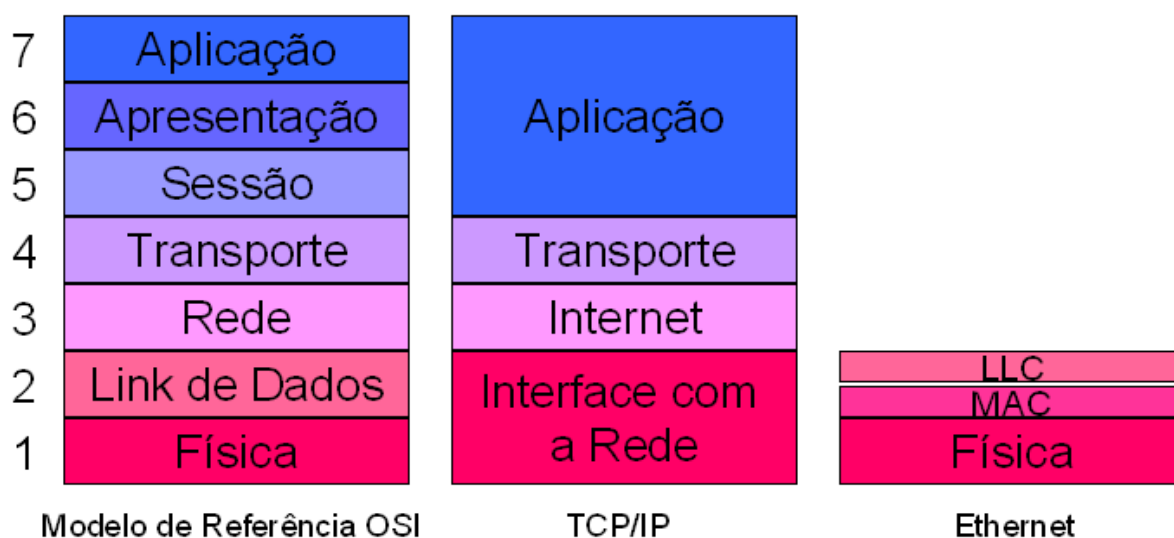 7
Aplicação
6
Apresentação
5
Sessão
4
Transporte
3
Rede
2
Link de Dados
1
Física
Modelo de Referência OSI
Aplicação
Transporte
Internet
Interface com
a Rede
TCP/IP
LLC
MAC
Física
Ethernet